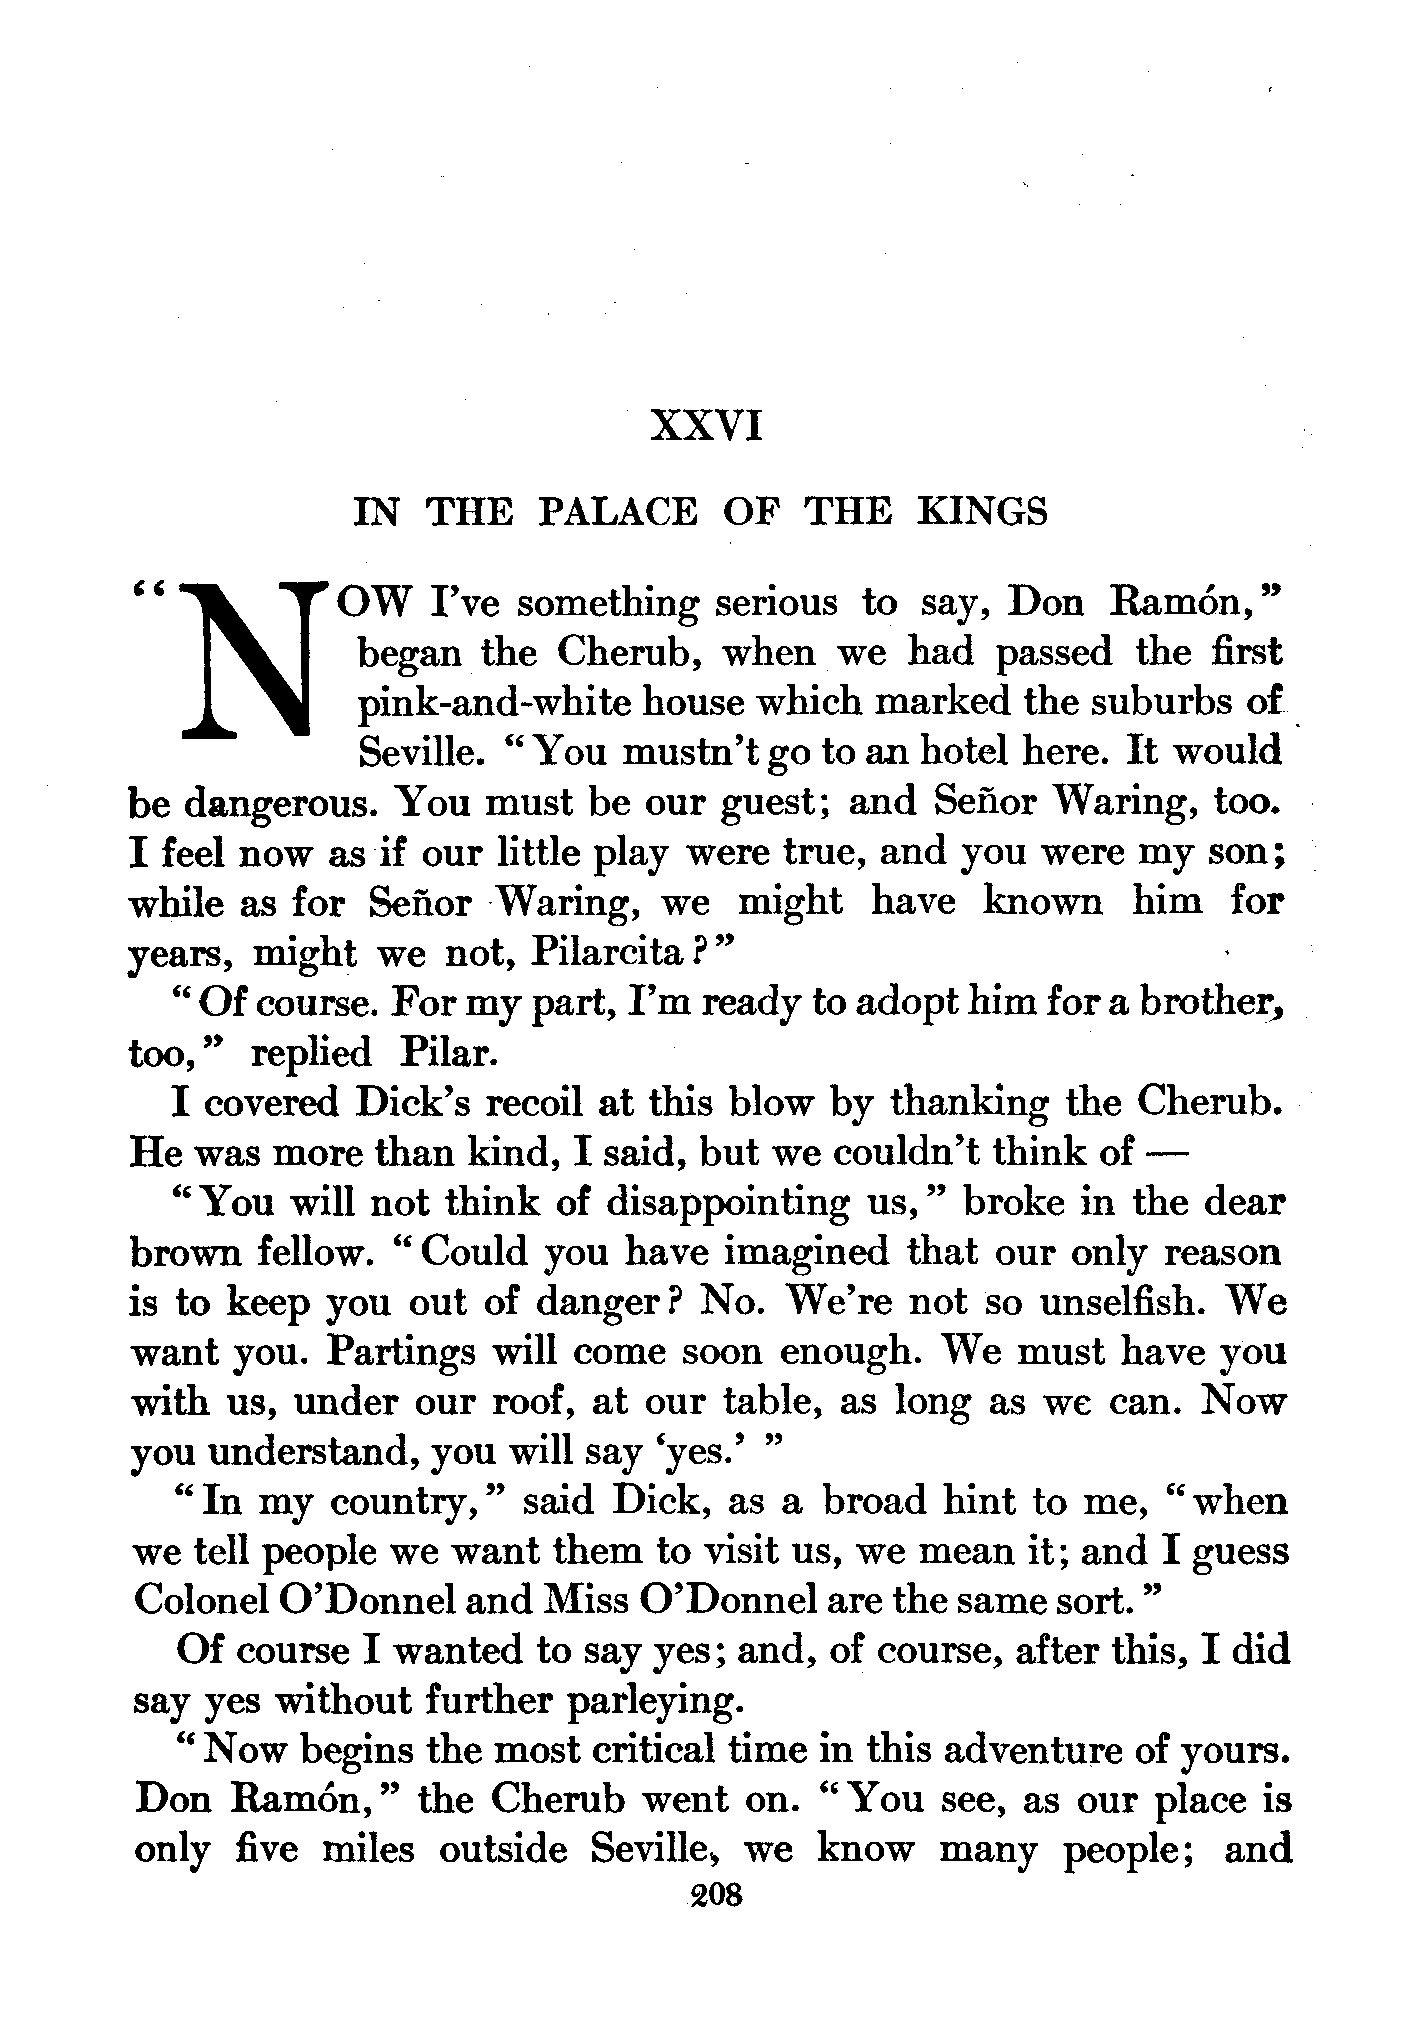 XXVI
IN THE PALACE OF THE KINGS
“NOW I’ve something serious to say, Don Ramón,”
began the Cherub, when we had passed the first
pink-and-white house which marked the suburbs of
Seville. “You mustn’t go to an hotel here. It would
be dangerous. You must be our guest; and Señor Waring, too.
I feel now as if our little play were true, and you were my son;
while as for Señor Waring, we might have known him for
years, might we not, Pilarcita?”
“Of course. For my part, I’m ready to adopt him for a brother,
too,” replied Pilar.
I covered Dick’s recoil at this blow by thanking the Cherub.
He was more than kind, I said, but we couldn’t think of —
“You will not think of disappointing us,” broke in the dear
brown fellow. “Could you have imagined that our only reason
is to keep you out of danger? No. We’re not so unselfish. We
want you. Partings will come soon enough. We must have you
with us, under our roof, at our table, as long as we can. Now
you understand, you will say ‘yes.’ ”
“In my country,” said Dick, as a broad hint to me, “when
we tell people we want them to visit us, we mean it; and I guess
Colonel O’Donnel and Miss O’Donnel are the same sort.”
Of course I wanted to say yes; and, of course, after this, I did
say yes without further parleying.
“Now begins the most critical time in this adventure of yours.
Don Ramón,” the Cherub went on. “You see, as our place is
only five miles outside Seville, we know many people; and
208